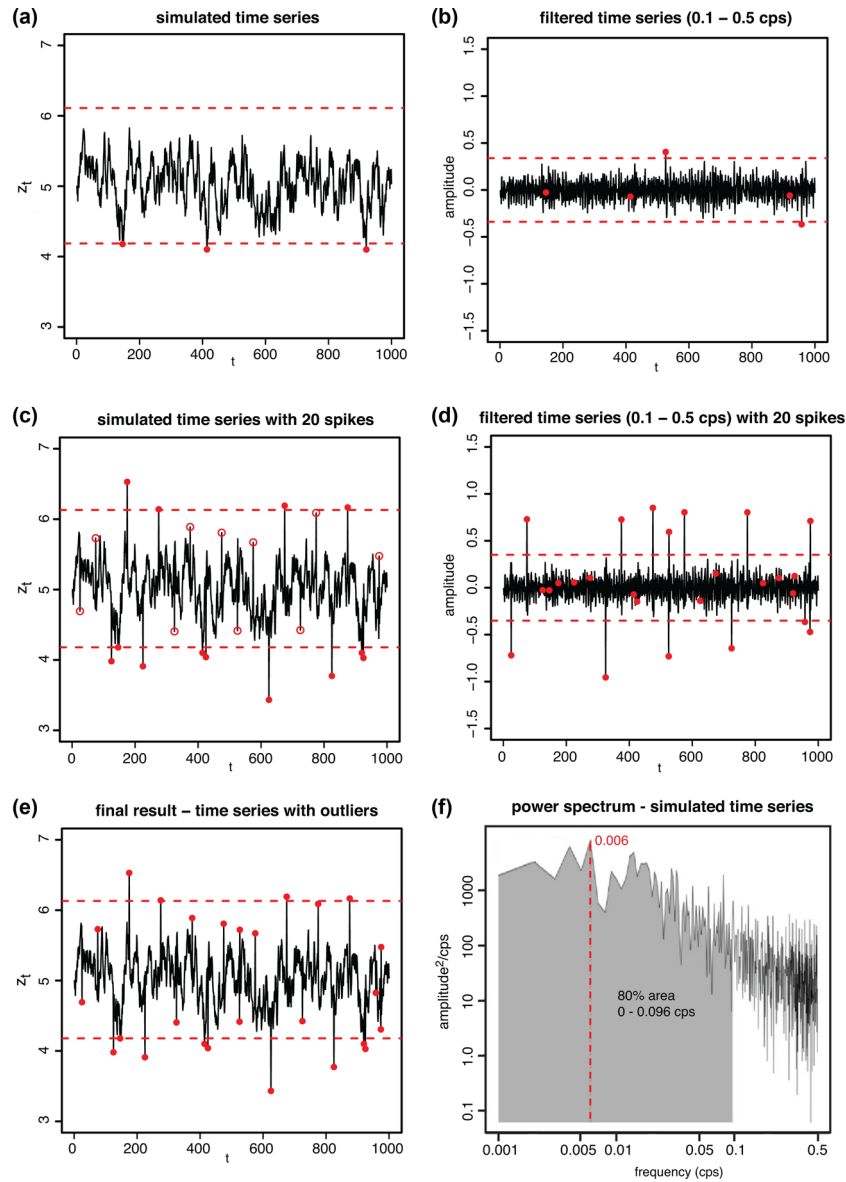 (a)
simulated time series
7
6
5
4
3
z_t
0 200 400 600 800 1000
t
(b)
filtered time series (0.1 – 0.5 cps)
1.5
1.0
0.5
0.0
−0.5
−1.0
−1.5
amplitude
0 200 400 600 800 1000
t
(c)
simulated time series with 20 spikes
7
6
5
4
3
z_t
0 200 400 600 800 1000
t
(d)
filtered time series (0.1 – 0.5 cps) with 20 spikes
1.5
1.0
0.5
0.0
−0.5
−1.0
−1.5
amplitude
0 200 400 600 800 1000
t
(e)
final result – time series with outliers
7
6
5
4
3
z_t
0 200 400 600 800 1000
t
(f)
power spectrum - simulated time series
0.006
1000
100
10
1.0
0.1
amplitude²/cps
80% area
0 - 0.096 cps
0.001 0.005 0.01 0.05 0.1 0.5
frequency (cps)